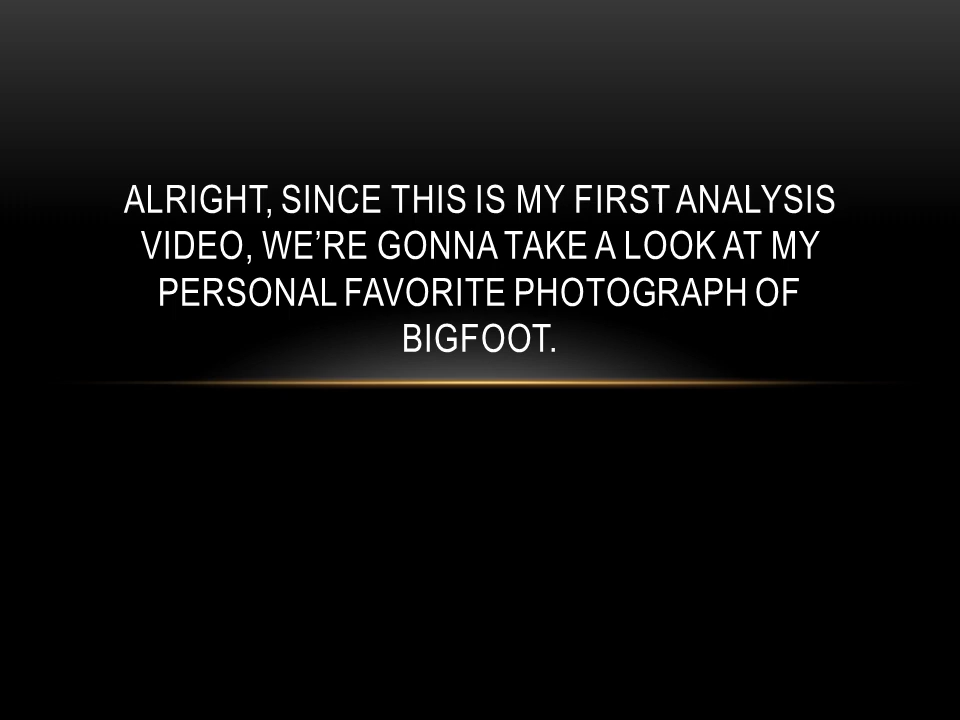 ALRIGHT, SINCE THIS IS MY FIRST ANALYSIS
VIDEO, WE’RE GONNA TAKE A LOOK AT MY
PERSONAL FAVORITE PHOTOGRAPH OF
BIGFOOT.